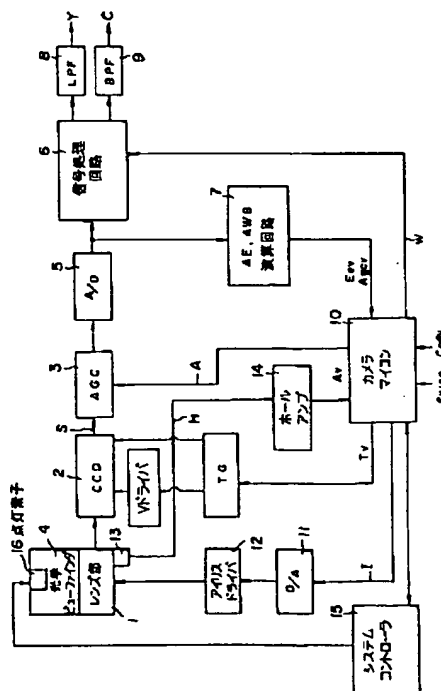 Y
C
8
LPF
BPF
9
6
信号処理
回路
7
AE, AWB
演算回路
Eev
Agcv
W
5
A/D
3
AGC
A
10
カメラ
マイコン
S
H
14
ホール
アンプ
Av
2
CCD
Vドライバ
TG
Tv
16 点灯素子
4
光学
ビューファインダ
レンズ部
13
1
12
アイリス
ドライバ
11
D/A
I
15
システム
コントローラ